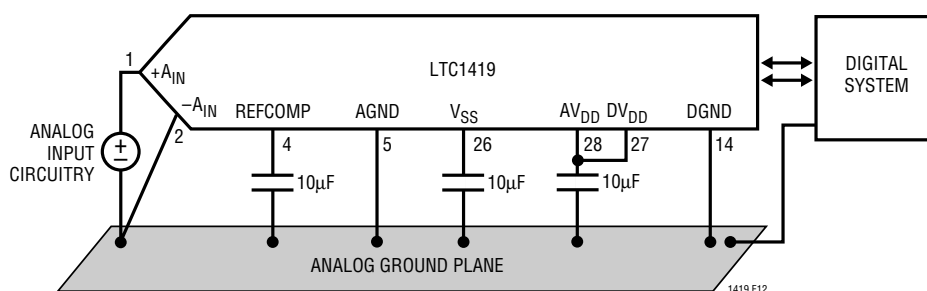 LTC1419
DIGITAL
SYSTEM
1
+AIN
–AIN
2
REFCOMP
AGND
VSS
AVDD
DVDD
DGND
4
5
26
28
27
14
ANALOG
INPUT
CIRCUITRY
+
–
10µF
10µF
10µF
ANALOG GROUND PLANE
1419 F12